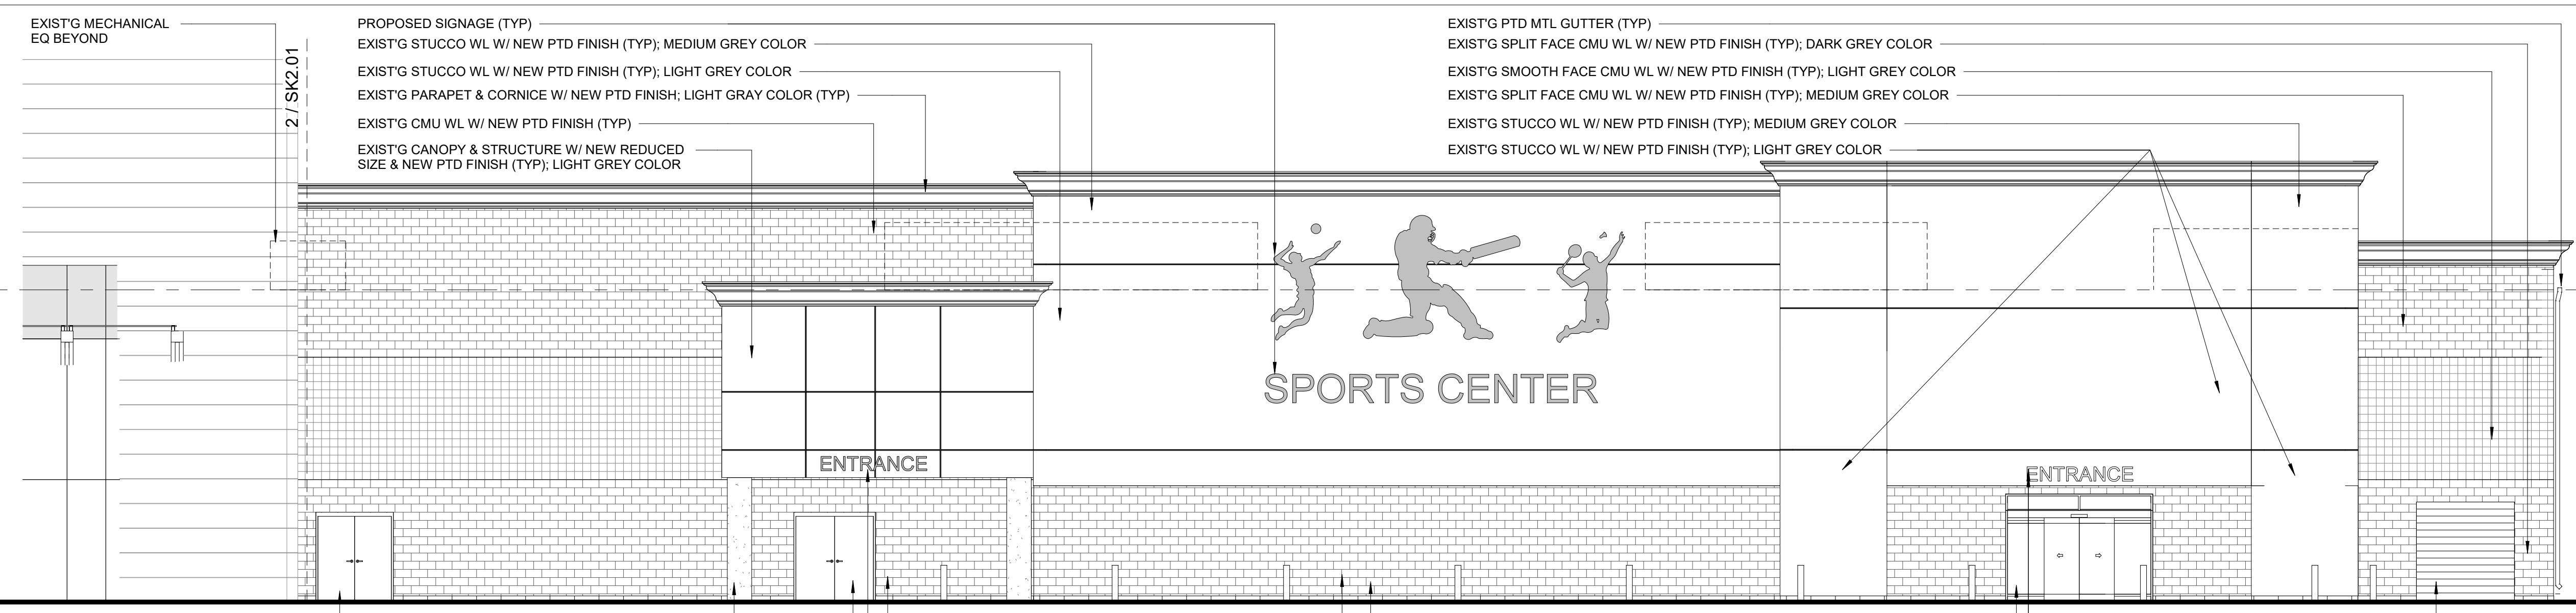 EXIST'G MECHANICAL
EQ BEYOND
2 / SK2.01
PROPOSED SIGNAGE (TYP)
EXIST'G STUCCO WL W/ NEW PTD FINISH (TYP); MEDIUM GREY COLOR
EXIST'G STUCCO WL W/ NEW PTD FINISH (TYP); LIGHT GREY COLOR
EXIST'G PARAPET & CORNICE W/ NEW PTD FINISH; LIGHT GRAY COLOR (TYP)
EXIST'G CMU WL W/ NEW PTD FINISH (TYP)
EXIST'G CANOPY & STRUCTURE W/ NEW REDUCED
SIZE & NEW PTD FINISH (TYP); LIGHT GREY COLOR
EXIST'G PTD MTL GUTTER (TYP)
EXIST'G SPLIT FACE CMU WL W/ NEW PTD FINISH (TYP); DARK GREY COLOR
EXIST'G SMOOTH FACE CMU WL W/ NEW PTD FINISH (TYP); LIGHT GREY COLOR
EXIST'G SPLIT FACE CMU WL W/ NEW PTD FINISH (TYP); MEDIUM GREY COLOR
EXIST'G STUCCO WL W/ NEW PTD FINISH (TYP); MEDIUM GREY COLOR
EXIST'G STUCCO WL W/ NEW PTD FINISH (TYP); LIGHT GREY COLOR
SPORTS CENTER
ENTRANCE
ENTRANCE